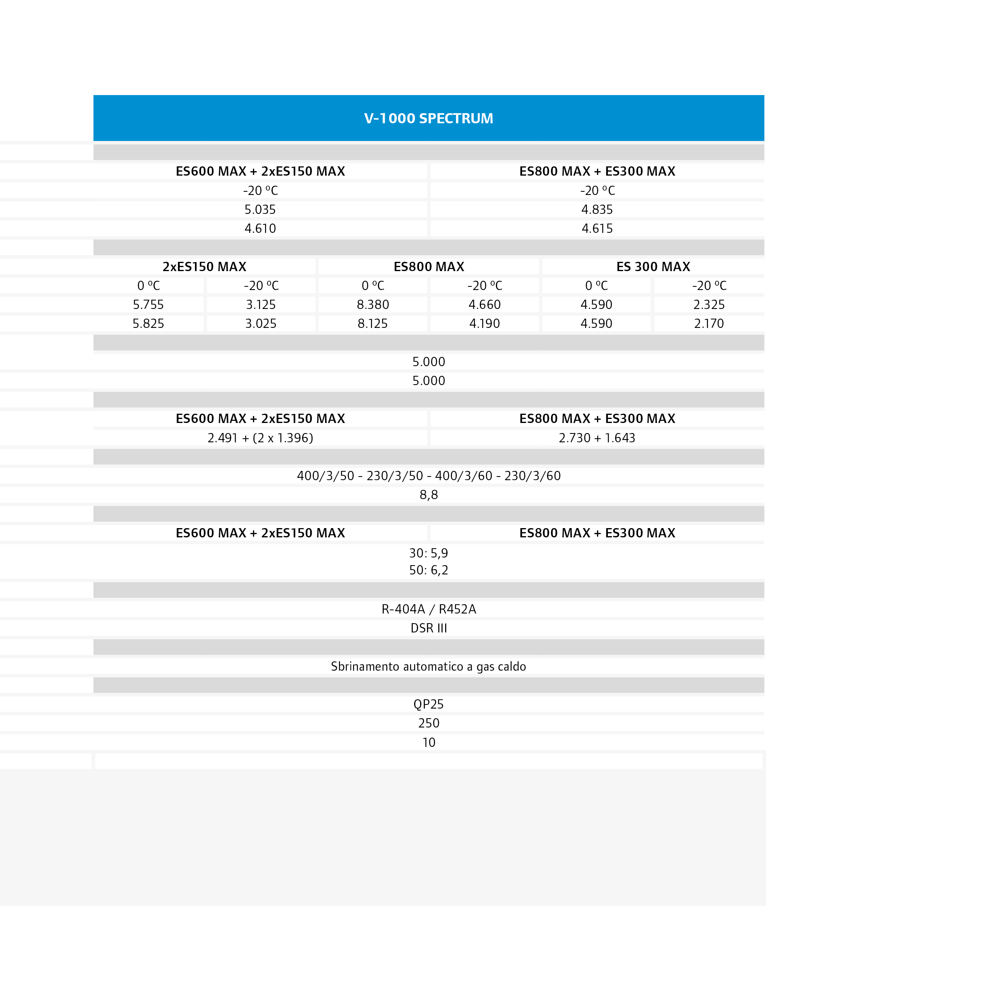 V-1000 SPECTRUM
ES600 MAX + 2xES150 MAX ES800 MAX + ES300 MAX
-20 ºC -20 ºC
5.035 4.835
4.610 4.615
2xES150 MAX ES800 MAX ES 300 MAX
0 ºC -20 ºC 0 ºC -20 ºC 0 ºC -20 ºC
5.755 3.125 8.380 4.660 4.590 2.325
5.825 3.025 8.125 4.190 4.590 2.170
5.000
5.000
ES600 MAX + 2xES150 MAX ES800 MAX + ES300 MAX
2.491 + (2 x 1.396) 2.730 + 1.643
400/3/50 - 230/3/50 - 400/3/60 - 230/3/60
8,8
ES600 MAX + 2xES150 MAX ES800 MAX + ES300 MAX
30: 5,9
50: 6,2
R-404A / R452A
DSR III
Sbrinamento automatico a gas caldo
QP25
250
10